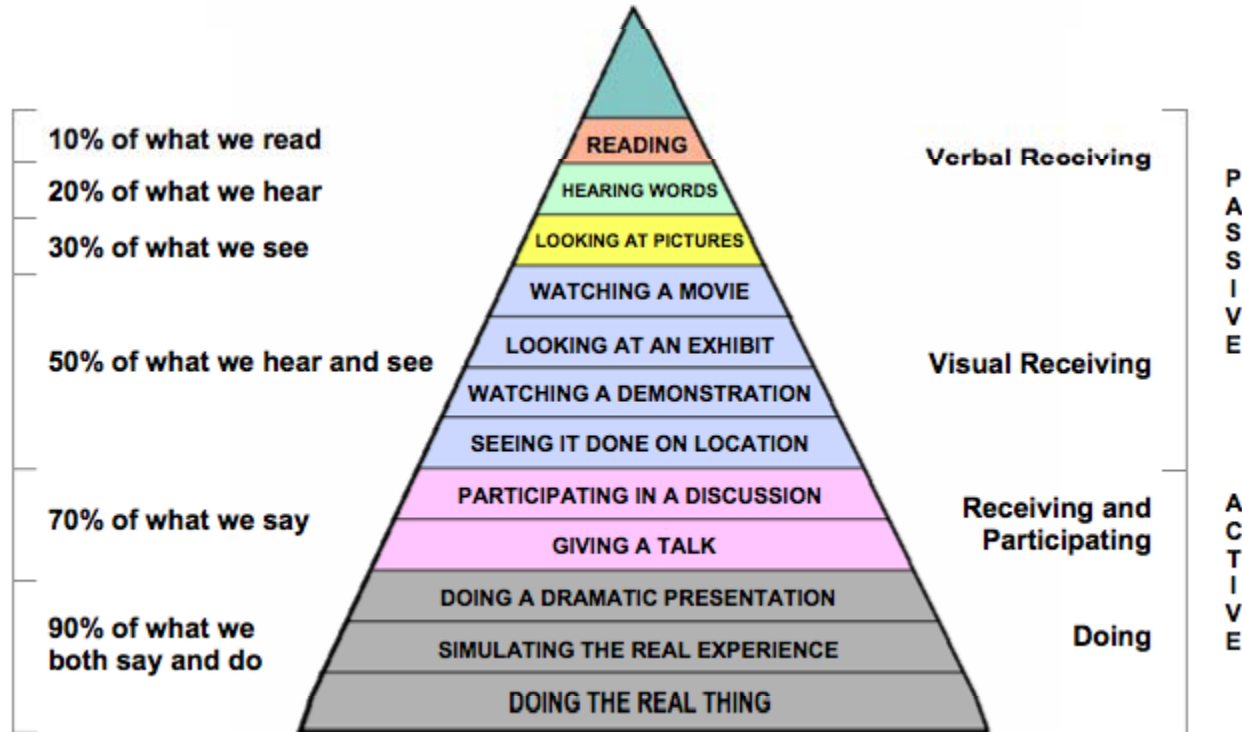 10% of what we read
20% of what we hear
30% of what we see
50% of what we hear and see
70% of what we say
90% of what we
both say and do
READING
HEARING WORDS
LOOKING AT PICTURES
WATCHING A MOVIE
LOOKING AT AN EXHIBIT
WATCHING A DEMONSTRATION
SEEING IT DONE ON LOCATION
PARTICIPATING IN A DISCUSSION
GIVING A TALK
DOING A DRAMATIC PRESENTATION
SIMULATING THE REAL EXPERIENCE
DOING THE REAL THING
Verbal Receiving
Visual Receiving
Receiving and
Participating
Doing
PASSIVE
ACTIVE